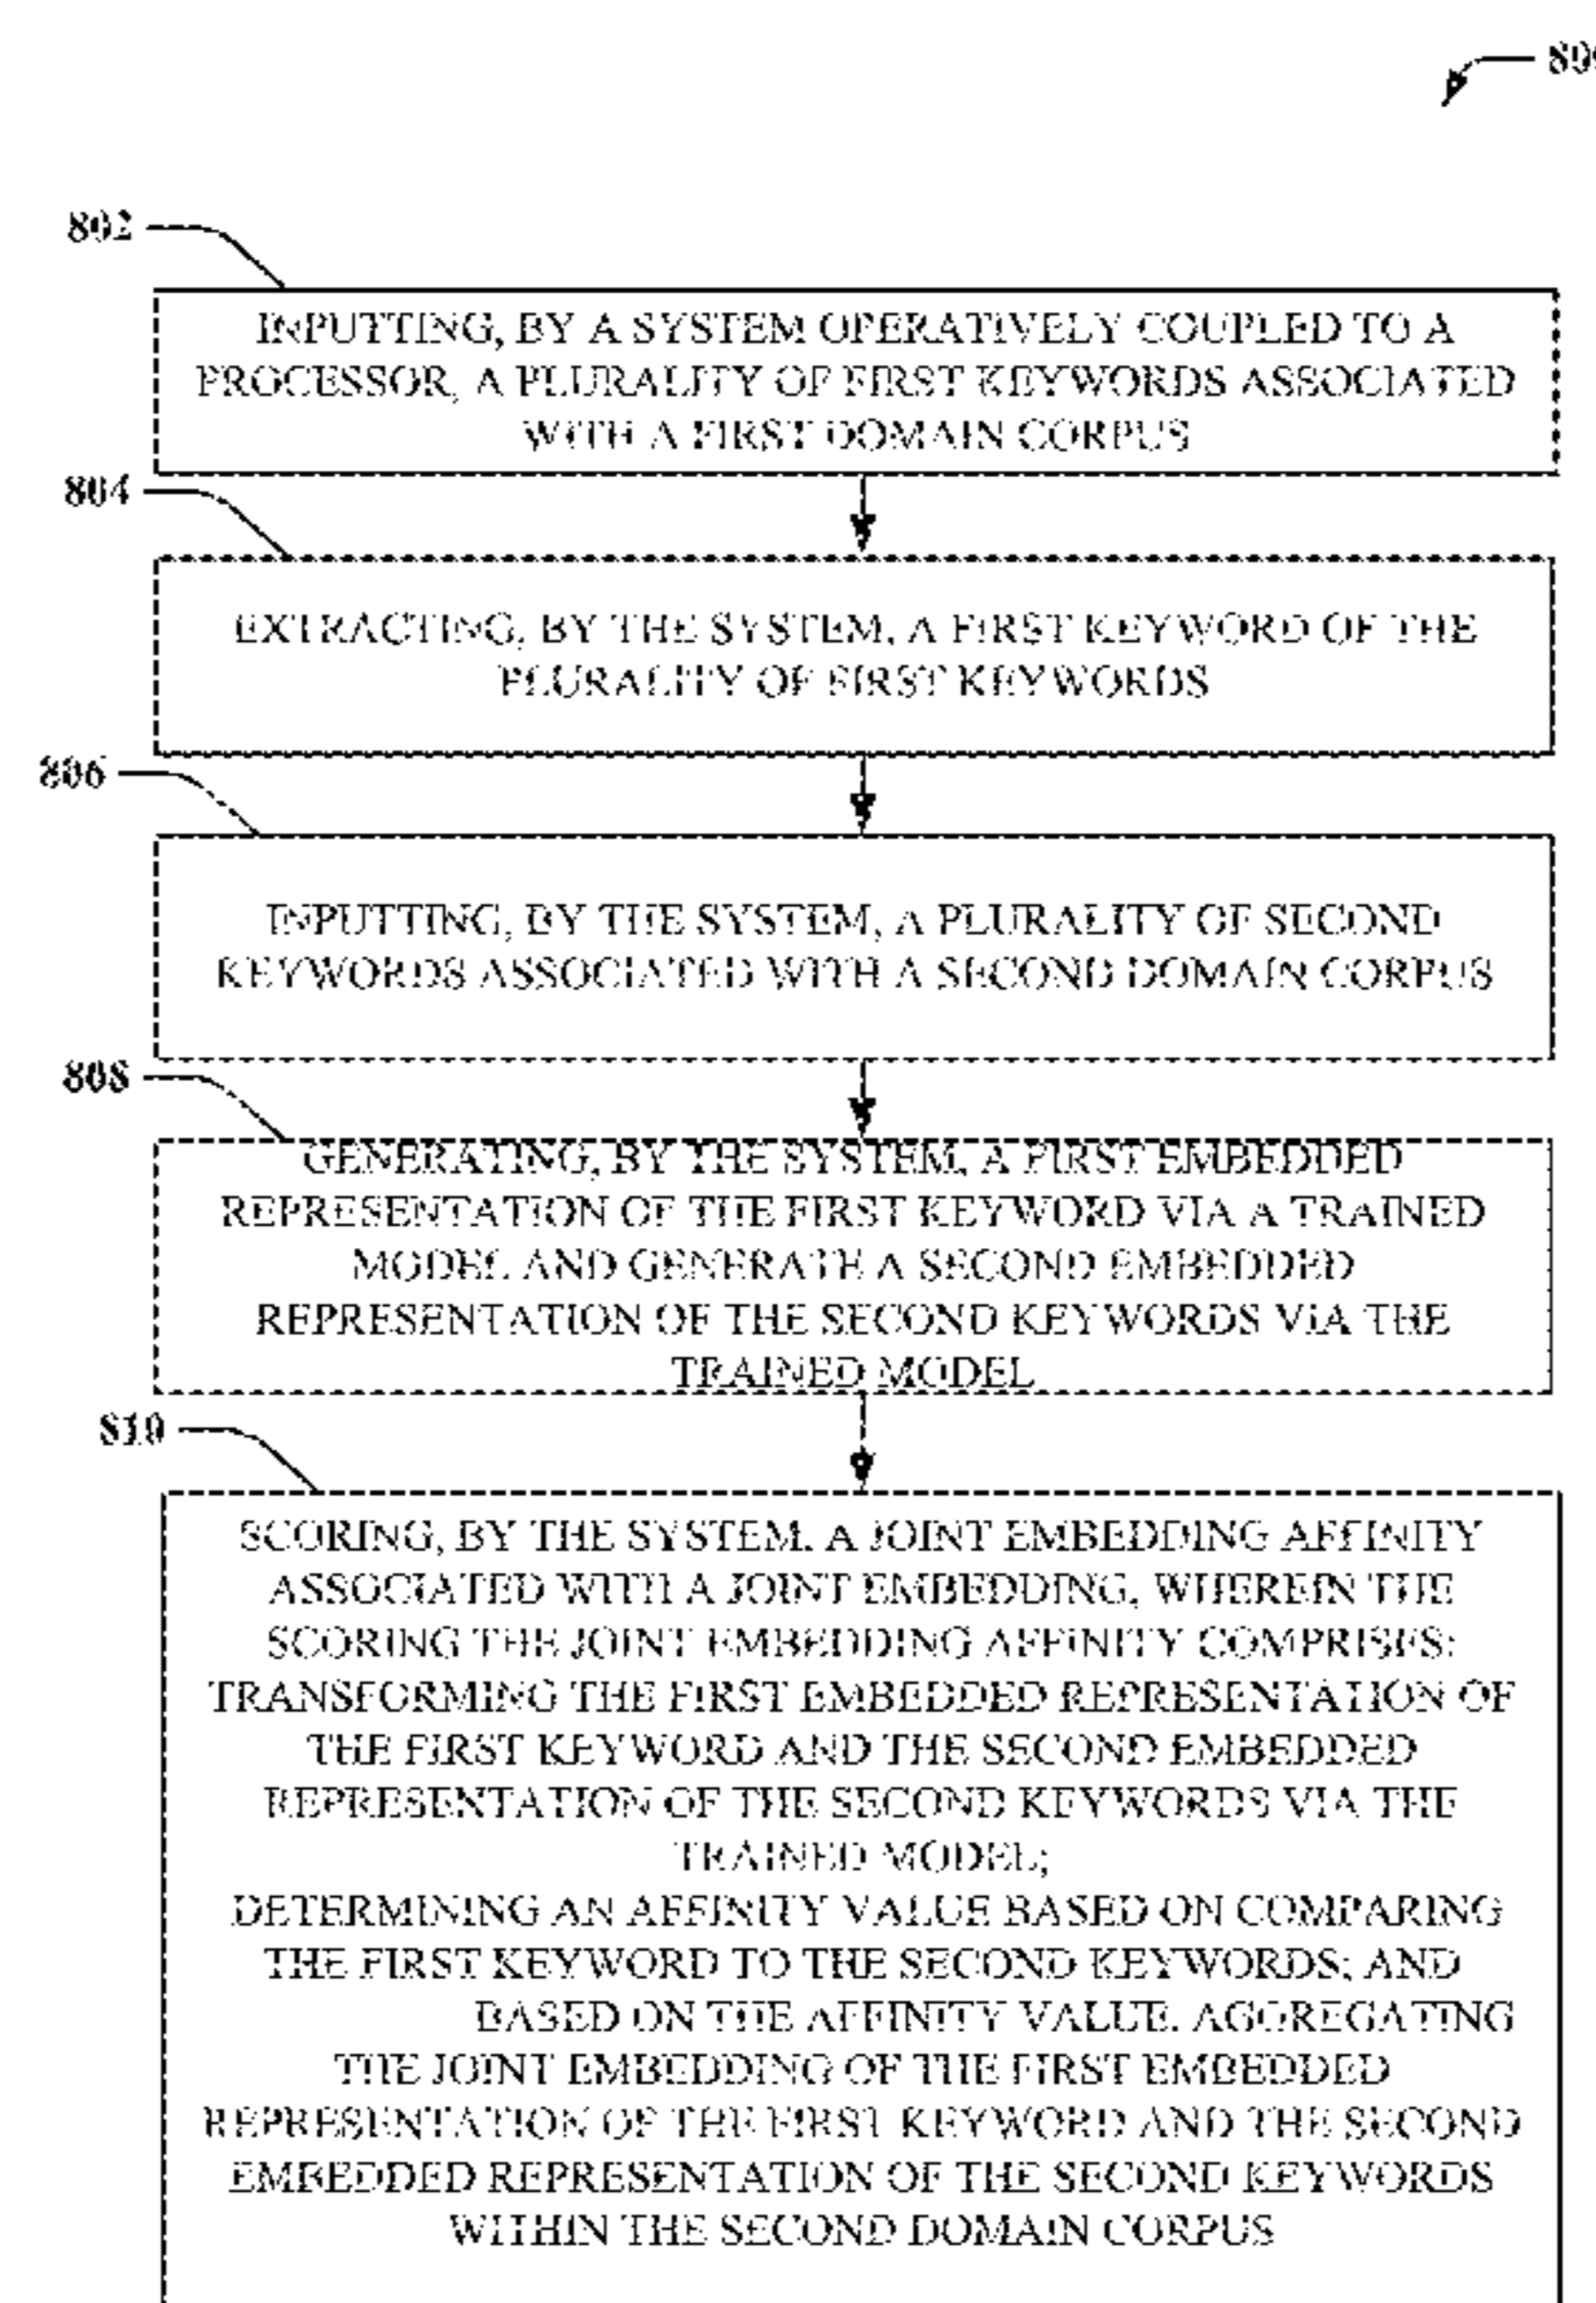 802
INPUTTING, BY A SYSTEM OPERATIVELY COUPLED TO A
PROCESSOR, A PLURALITY OF FIRST KEYWORDS ASSOCIATED
WITH A FIRST DOMAIN CORPUS
804
EXTRACTING, BY THE SYSTEM, A FIRST KEYWORD OF THE
PLURALITY OF FIRST KEYWORDS
806
INPUTTING, BY THE SYSTEM, A PLURALITY OF SECOND
KEYWORDS ASSOCIATED WITH A SECOND DOMAIN CORPUS
808
GENERATING, BY THE SYSTEM, A FIRST EMBEDDED
REPRESENTATION OF THE FIRST KEYWORD VIA A TRAINED
MODEL AND GENERATE A SECOND EMBEDDED
REPRESENTATION OF THE SECOND KEYWORDS VIA THE
TRAINED MODEL
810
SCORING, BY THE SYSTEM, A JOINT EMBEDDING AFFINITY
ASSOCIATED WITH A JOINT EMBEDDING, WHEREIN THE
SCORING THE JOINT EMBEDDING AFFINITY COMPRISES:
TRANSFORMING THE FIRST EMBEDDED REPRESENTATION OF
THE FIRST KEYWORD AND THE SECOND EMBEDDED
REPRESENTATION OF THE SECOND KEYWORDS VIA THE
TRAINED MODEL;
DETERMINING AN AFFINITY VALUE BASED ON COMPARING
THE FIRST KEYWORD TO THE SECOND KEYWORDS; AND
BASED ON THE AFFINITY VALUE, AGGREGATING
THE JOINT EMBEDDING OF THE FIRST EMBEDDED
REPRESENTATION OF THE FIRST KEYWORD AND THE SECOND
EMBEDDED REPRESENTATION OF THE SECOND KEYWORDS
WITHIN THE SECOND DOMAIN CORPUS